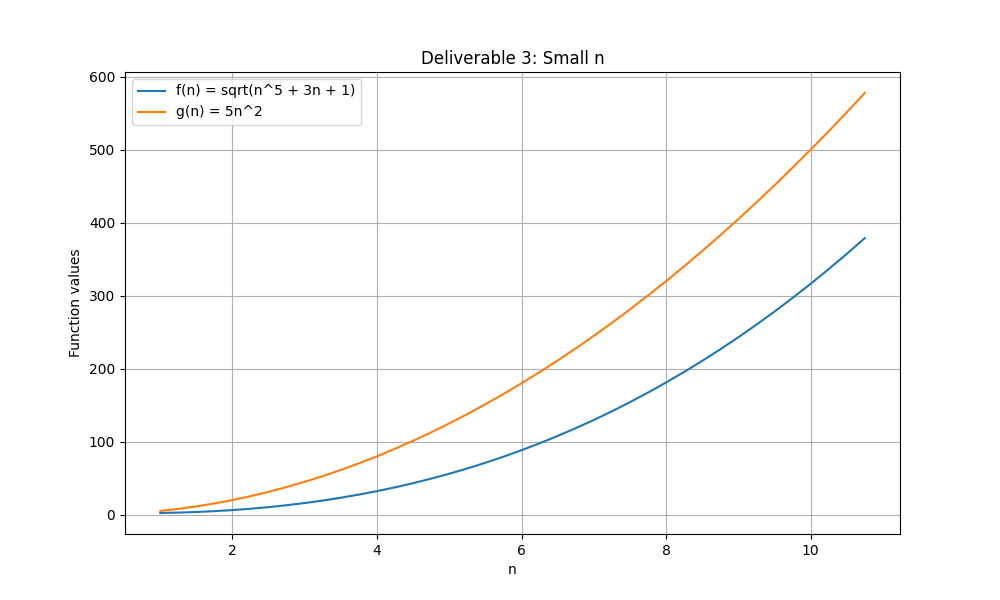 Deliverable 3: Small n
f(n) = sqrt(n^5 + 3n + 1)
g(n) = 5n^2
600
500
400
300
200
100
0
Function values
2 4 6 8 10
n